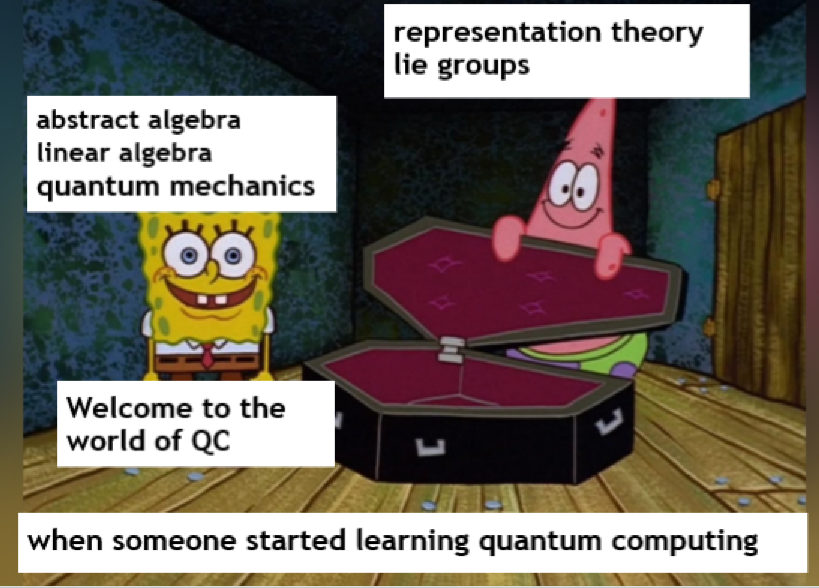 representation theory
lie groups
abstract algebra
linear algebra
quantum mechanics
Welcome to the
world of QC
when someone started learning quantum computing